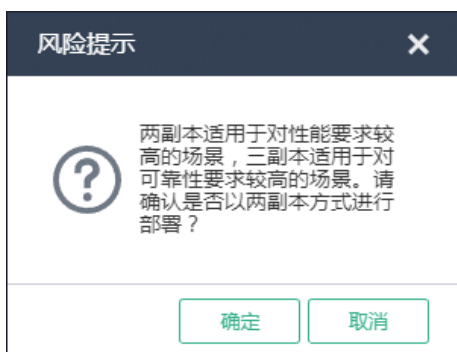 风险提示
两副本适用于对性能要求较
高的场景，三副本适用于对
可靠性要求较高的场景。请
确认是否以两副本方式进行
部署？
确定
取消